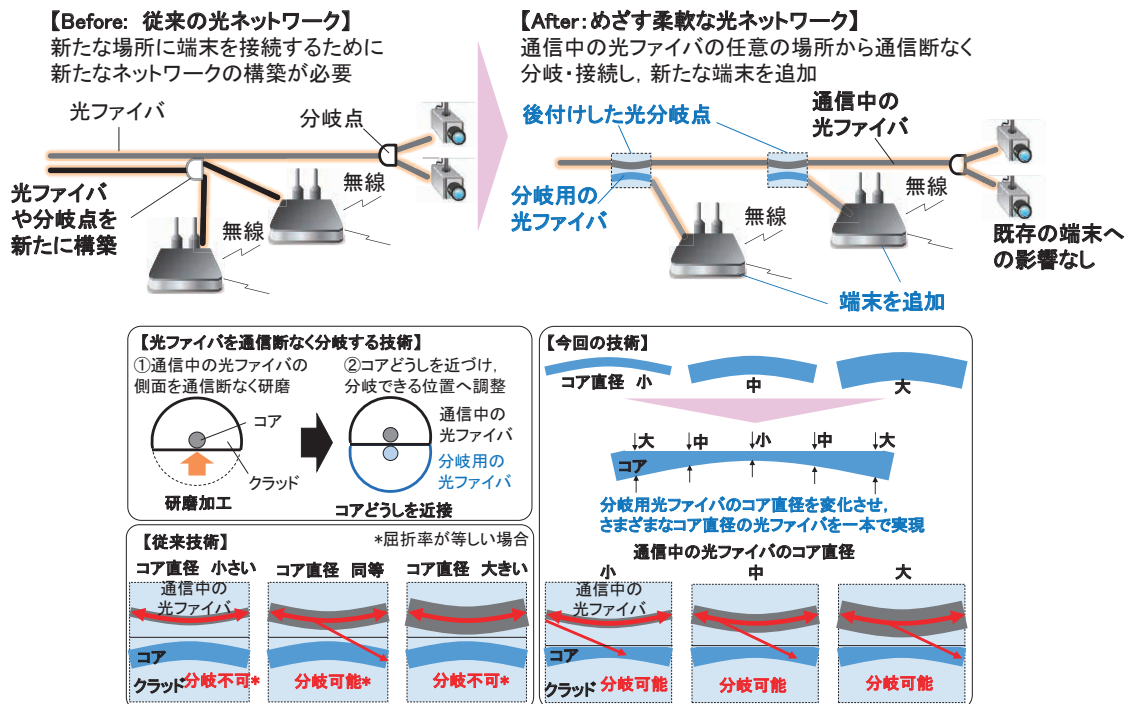 【Before: 従来の光ネットワーク】
新たな場所に端末を接続するために
新たなネットワークの構築が必要
光ファイバ
分岐点
無線
無線
光ファイバ
や分岐点を
新たに構築
【After:めざす柔軟な光ネットワーク】
通信中の光ファイバの任意の場所から通信断なく
分岐・接続し，新たな端末を追加
後付けした光分岐点
通信中の
光ファイバ
分岐用の
光ファイバ
無線
無線
既存の端末へ
の影響なし
端末を追加
【光ファイバを通信断なく分岐する技術】
①通信中の光ファイバの
側面を通信断なく研磨
コア
クラッド
研磨加工
②コアどうしを近づけ，
分岐できる位置へ調整
通信中の
光ファイバ
分岐用の
光ファイバ
コアどうしを近接
【従来技術】
*屈折率が等しい場合
コア直径 小さい
コア直径 同等
コア直径 大きい
通信中の
光ファイバ
コア
クラッド
分岐不可*
分岐可能*
分岐不可*
【今回の技術】
コア直径 小
中
大
↓大
↓中
↓小
↓中
↓大
コア
分岐用光ファイバのコア直径を変化させ，
さまざまなコア直径の光ファイバを一本で実現
通信中の光ファイバのコア直径
小
中
大
通信中の
光ファイバ
コア
クラッド
分岐可能
分岐可能
分岐可能